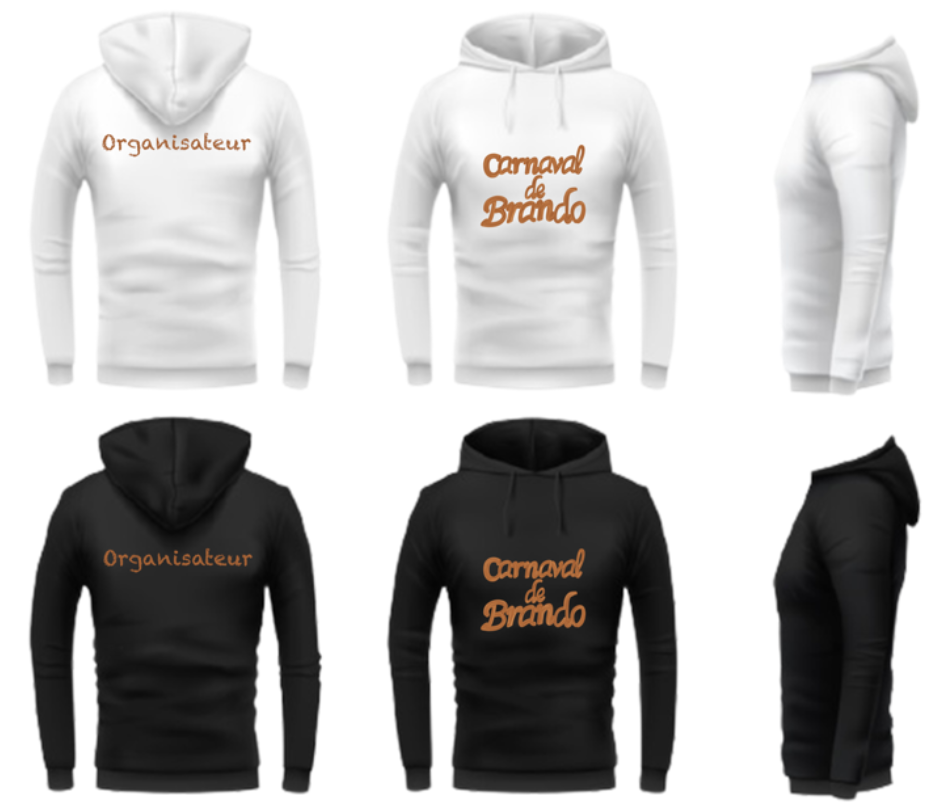 Organisateur
Carnaval
de
Brando
Organisateur
Carnaval
de
Brando